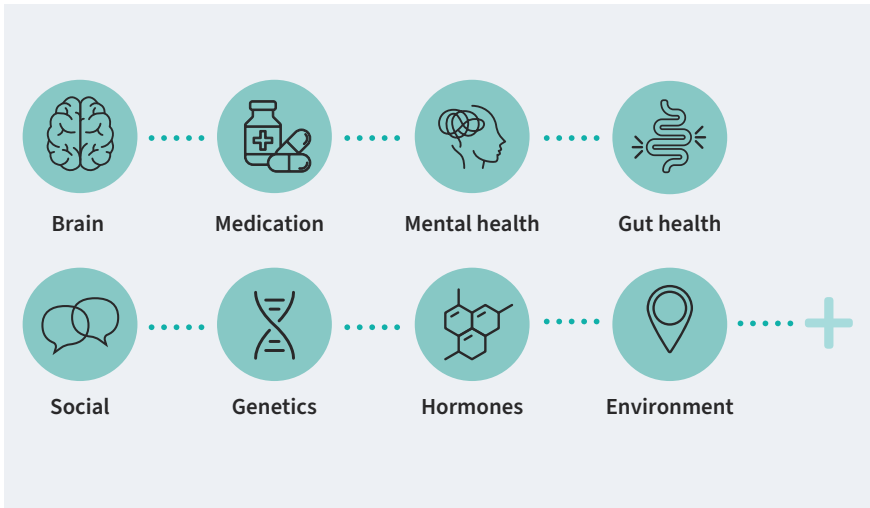 Brain
Medication
Mental health
Gut health
Social
Genetics
Hormones
Environment